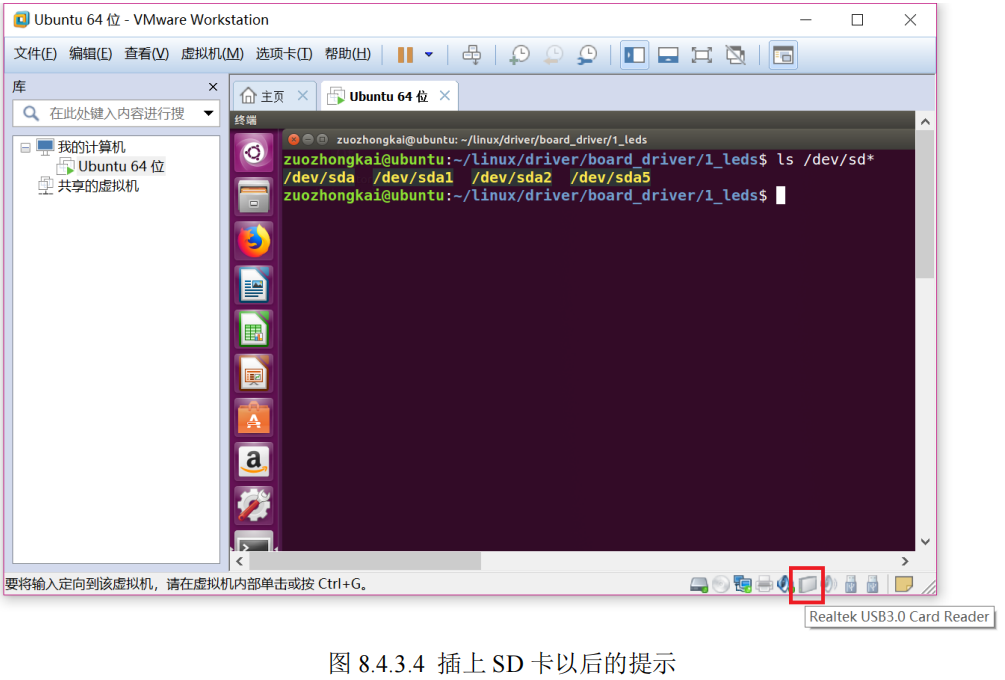 Ubuntu 64 位 - VMware Workstation
文件(F) 编辑(E) 查看(V) 虚拟机(M) 选项卡(T) 帮助(H)
库
在此处键入内容进行搜
我的计算机
Ubuntu 64 位
共享的虚拟机
主页 Ubuntu 64 位
终端
zuozhongkai@ubuntu: ~/linux/driver/board_driver/1_leds
zuozhongkai@ubuntu:~/linux/driver/board_driver/1_leds$ ls /dev/sd*
/dev/sda /dev/sda1 /dev/sda2 /dev/sda5
zuozhongkai@ubuntu:~/linux/driver/board_driver/1_leds$
要将输入定向到该虚拟机，请在虚拟机内部单击或按 Ctrl+G。
Realtek USB3.0 Card Reader
图 8.4.3.4 插上 SD 卡以后的提示